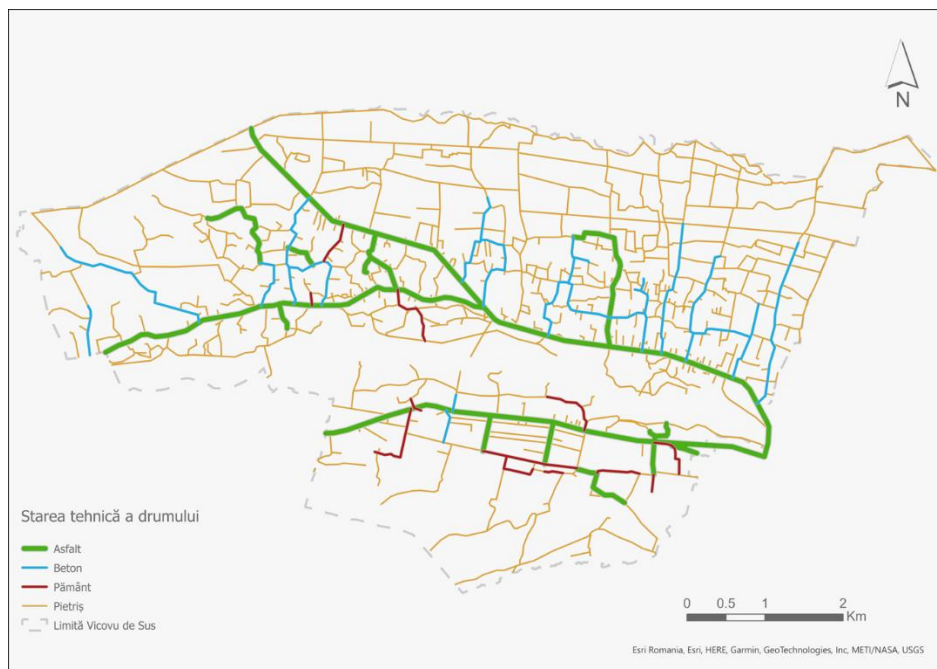 N
Starea tehnică a drumului
Asfalt
Beton
Pământ
Pietriș
Limită Vicovu de Sus
0 0.5 1 2
Km
Esri Romania, Esri, HERE, Garmin, GeoTechnologies, Inc, METI/NASA, USGS